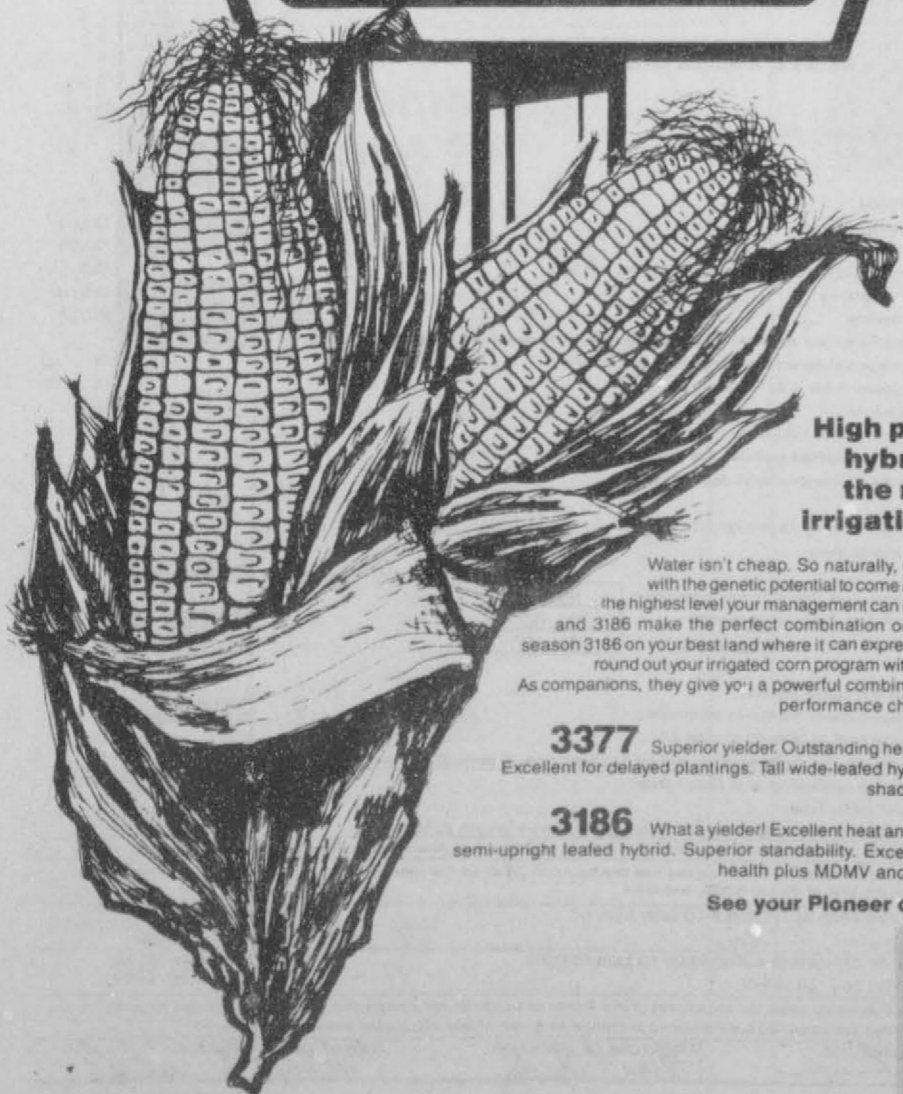 High p
hybr
the
irrigati
Water isn't cheap. So naturally,
with the genetic potential to come
the highest level your management can
and 3186 make the perfect combination o
season 3186 on your best land where it can expre
round out your irrigated corn program wit
As companions, they give you a powerful combin
performance ch
3377 Superior yielder. Outstanding he
Excellent for delayed plantings. Tall wide-leafed hy
shad
3186 What a yielder! Excellent heat an
semi-upright leafed hybrid. Superior standability. Exce
health plus MDMV and
See your Pioneer